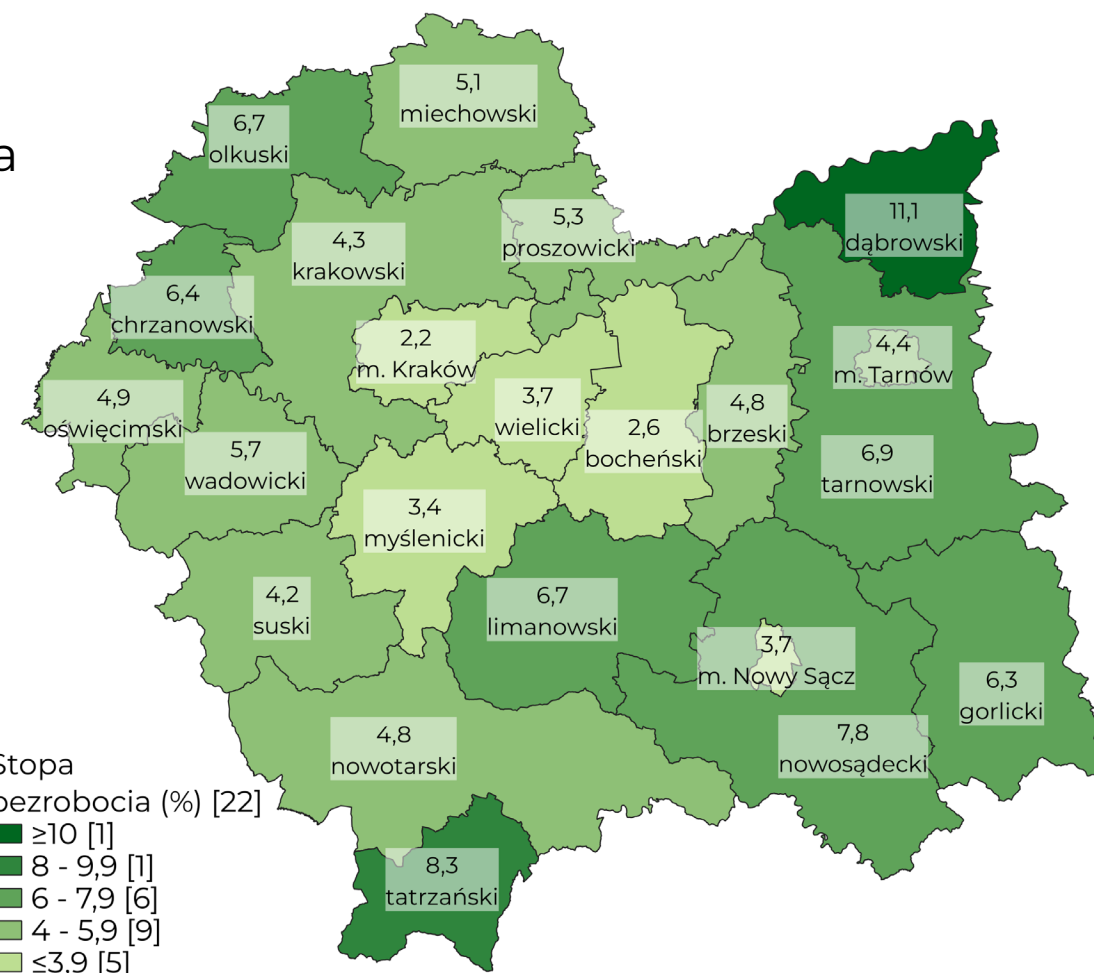 a
5,1
miechowski
6,7
olkuski
5,3
proszowicki
11,1
dąbrowski
4,3
krakowski
6,4
chrzanowski
2,2
m. Kraków
4,4
m. Tarnów
4,9
oświęcimski
3,7
wielicki
2,6
bocheński
4,8
brzeski
5,7
wadowicki
6,9
tarnowski
3,4
myślenicki
4,2
suski
6,7
limanowski
3,7
m. Nowy Sącz
6,3
gorlicki
4,8
nowotarski
7,8
nowosądecki
8,3
tatrzański
Stopa
bezrobocia (%) [22]
≥10 [1]
8 - 9,9 [1]
6 - 7,9 [6]
4 - 5,9 [9]
≤3,9 [5]